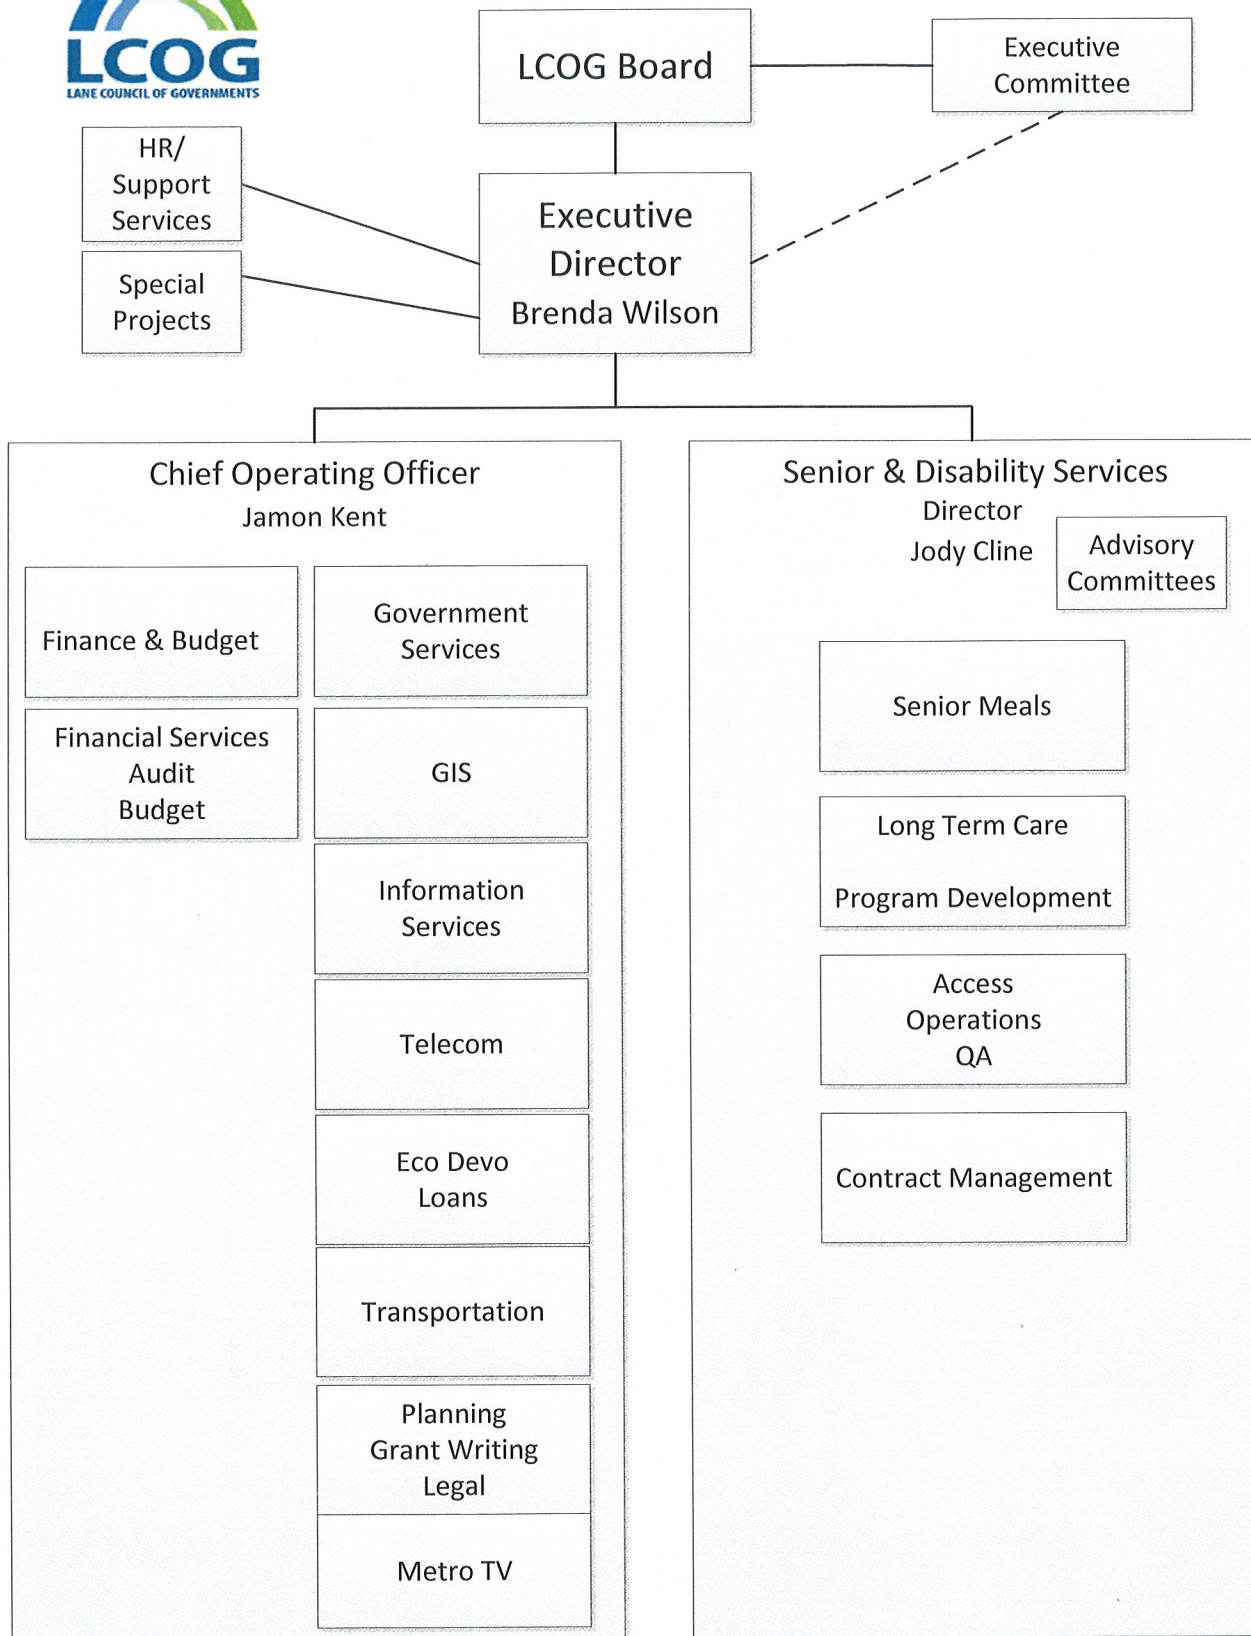 LCOG
LANE COUNCIL OF GOVERNMENTS
LCOG Board
Executive
Committee
HR/
Support
Services
Special
Projects
Executive
Director
Brenda Wilson
Chief Operating Officer
Jamon Kent
Finance & Budget
Financial Services
Audit
Budget
Government
Services
GIS
Information
Services
Telecom
Eco Devo
Loans
Transportation
Planning
Grant Writing
Legal
Metro TV
Senior & Disability Services
Director
Jody Cline
Advisory
Committees
Senior Meals
Long Term Care
Program Development
Access
Operations
QA
Contract Management